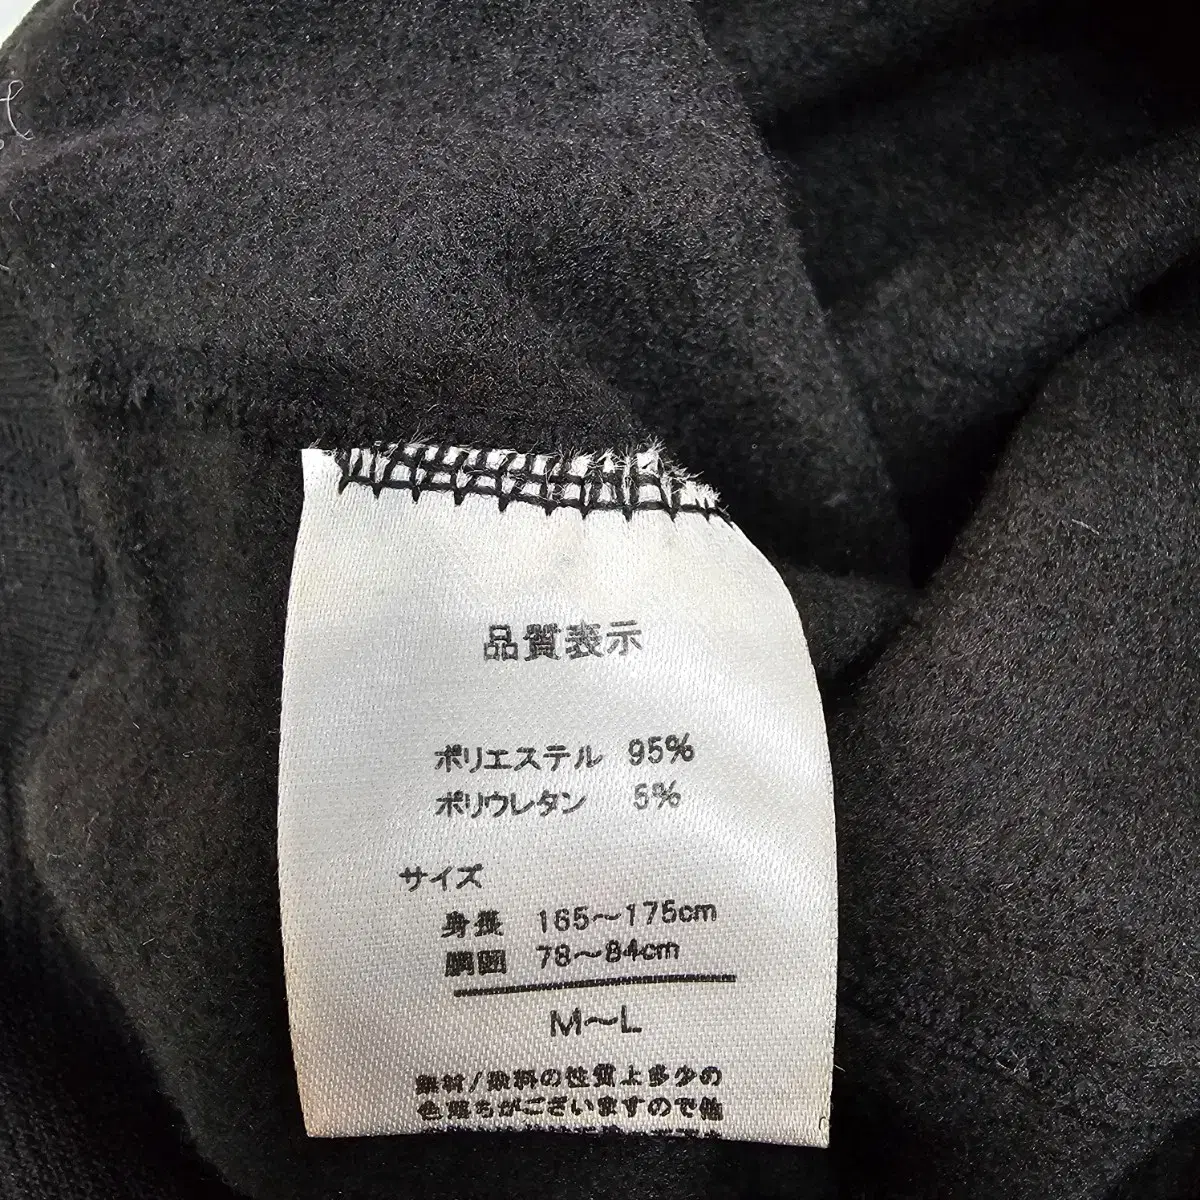 品質表示
ポリエステル 95%
ポリウレタン 5%
サイズ
身長 165～175cm
胴囲 78～84cm
M～L
素材/染料の性質上多少の
色落ちがございますので他